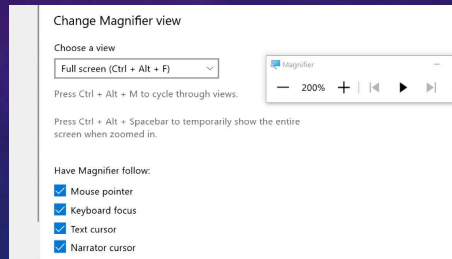 Change Magnifier view
Choose a view
Full screen (Ctrl + Alt + F)
Magnifier
200%
Press Ctrl + Alt + M to cycle through views.
Press Ctrl + Alt + Spacebar to temporarily show the entire
screen when zoomed in.
Have Magnifier follow:
Mouse pointer
Keyboard focus
Text cursor
Narrator cursor